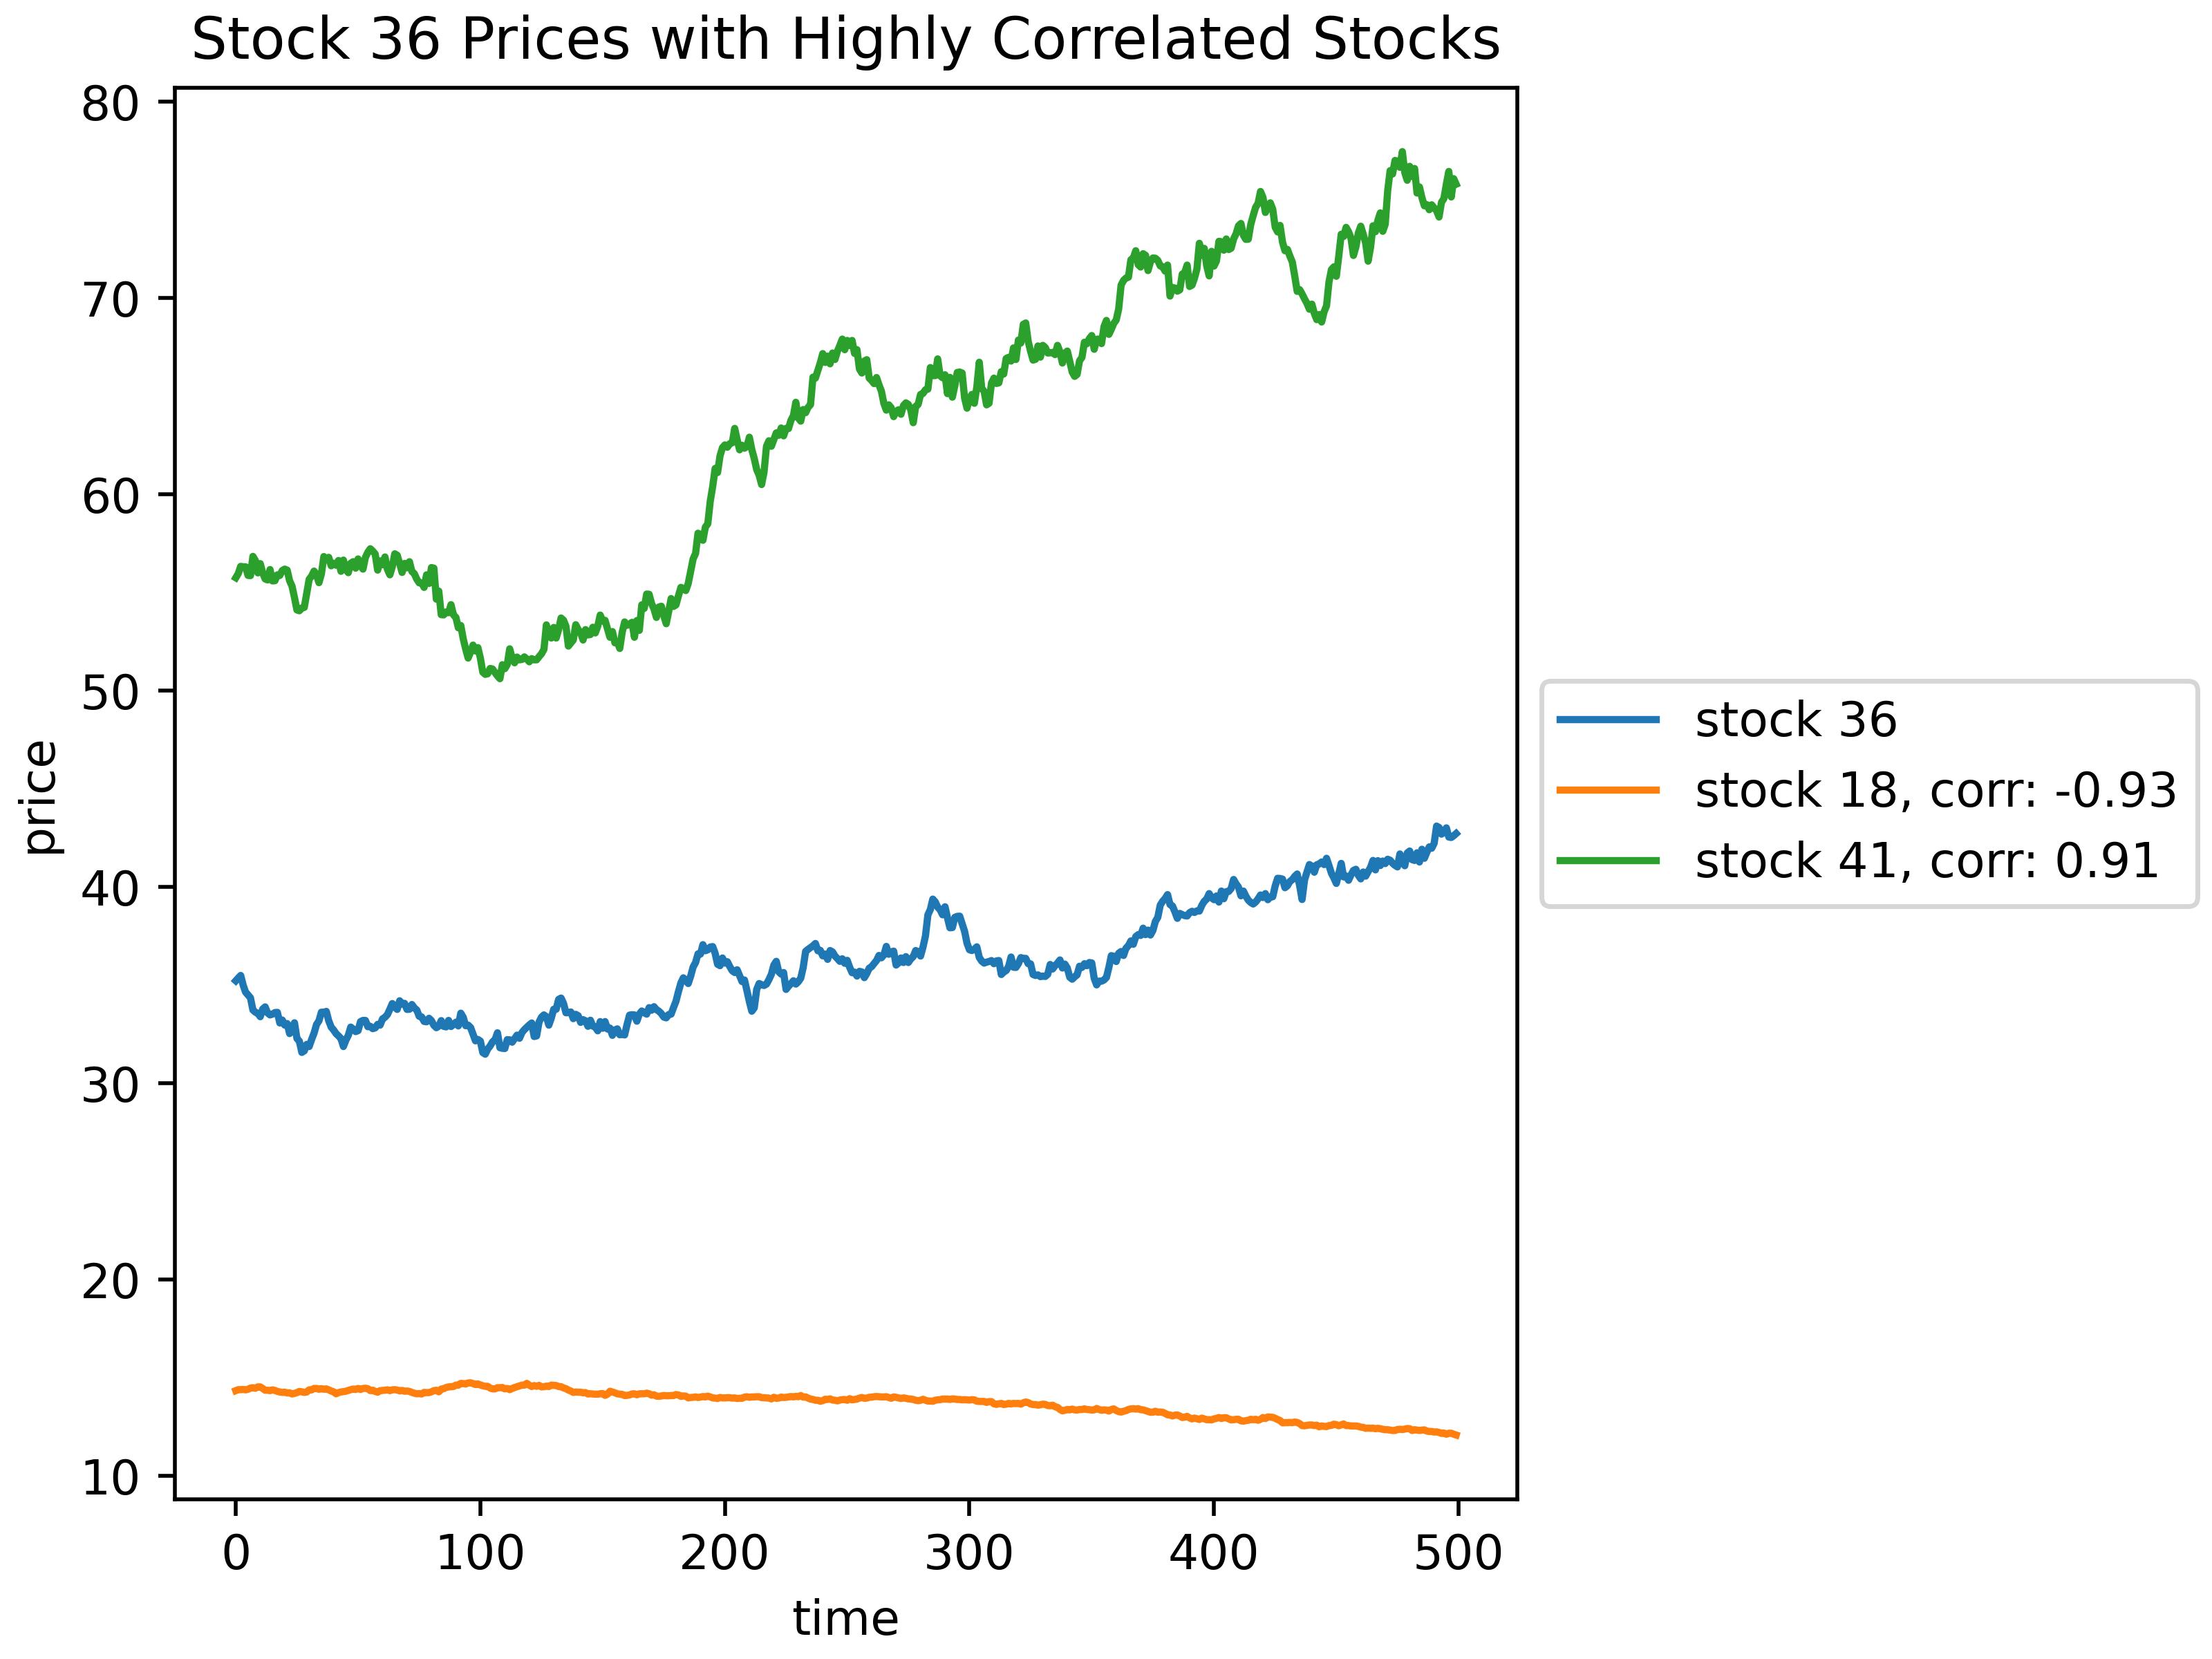 Stock 36 Prices with Highly Correlated Stocks
80
70
60
50
40
30
20
10
price
0 100 200 300 400 500
time
stock 36
stock 18, corr: -0.93
stock 41, corr: 0.91